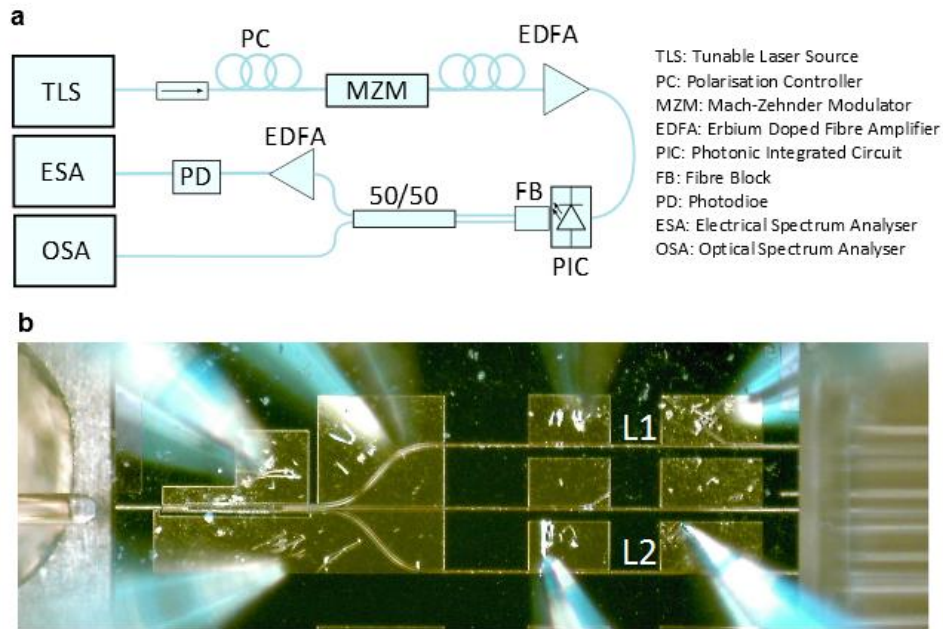 a
PC
EDFA
TLS
MZM
EDFA
ESA
PD
50/50
FB
OSA
PIC
TLS: Tunable Laser Source
PC: Polarisation Controller
MZM: Mach-Zehnder Modulator
EDFA: Erbium Doped Fibre Amplifier
PIC: Photonic Integrated Circuit
FB: Fibre Block
PD: Photodioe
ESA: Electrical Spectrum Analyser
OSA: Optical Spectrum Analyser
b
L1
L2